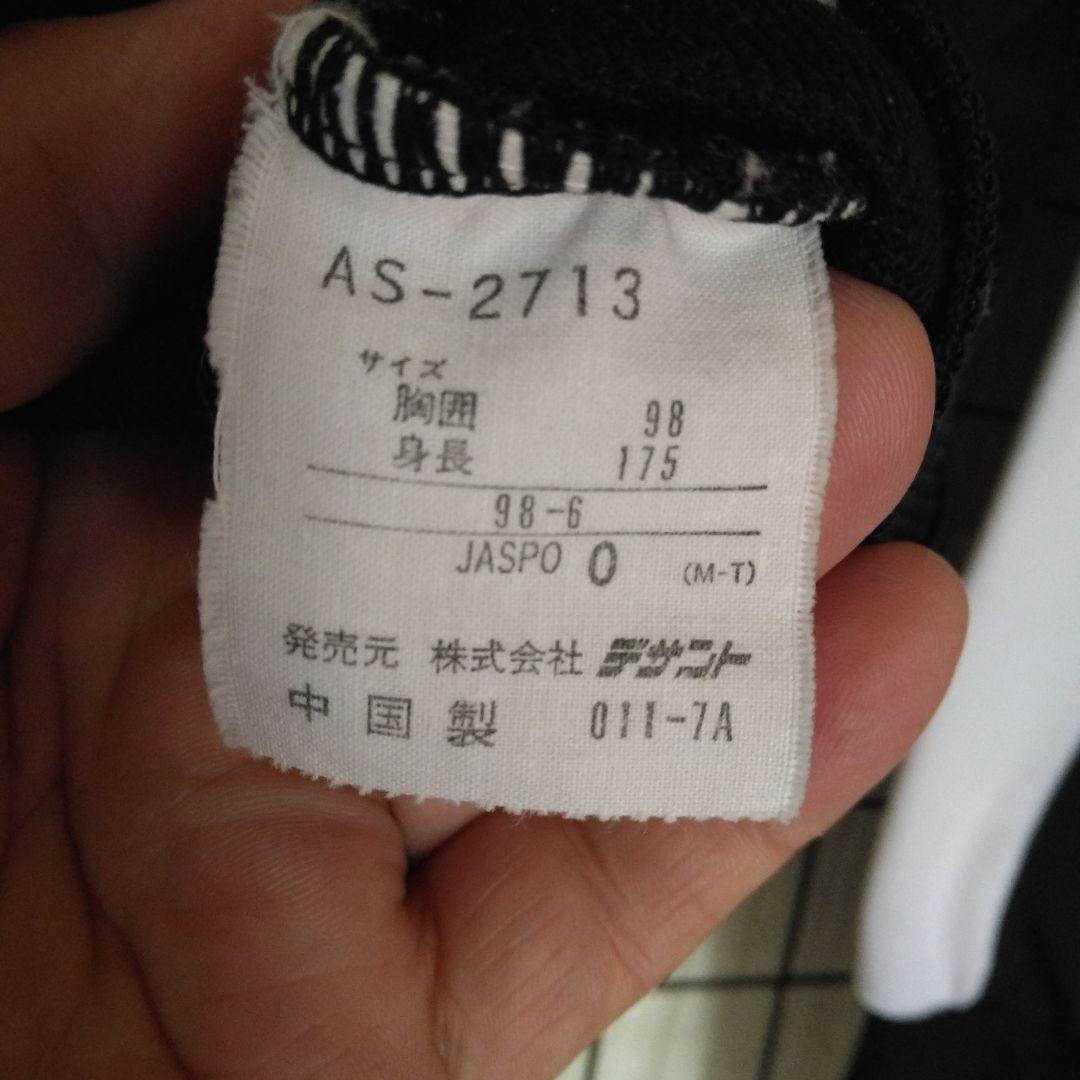 AS-2713
サイズ
胸囲 98
身長 175
98-6
JASPO O (M-T)
発売元 株式会社 デサント
中国製 011-7A